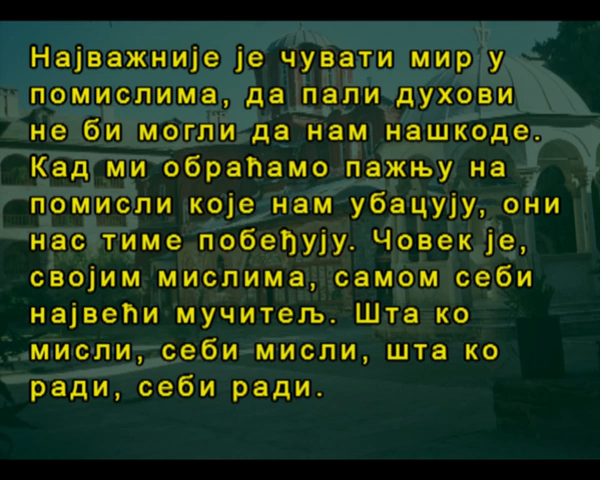 Најважније је чувати мир у
помислима, да пали духови
не би могли да нам нашкоде.
Кад ми обраћамо пажњу на
помисли које нам убацују, они
нас тиме побеђују. Човек је,
својим мислима, самом себи
највећи мучитељ. Шта ко
мисли, себи мисли, шта ко
ради, себи ради.